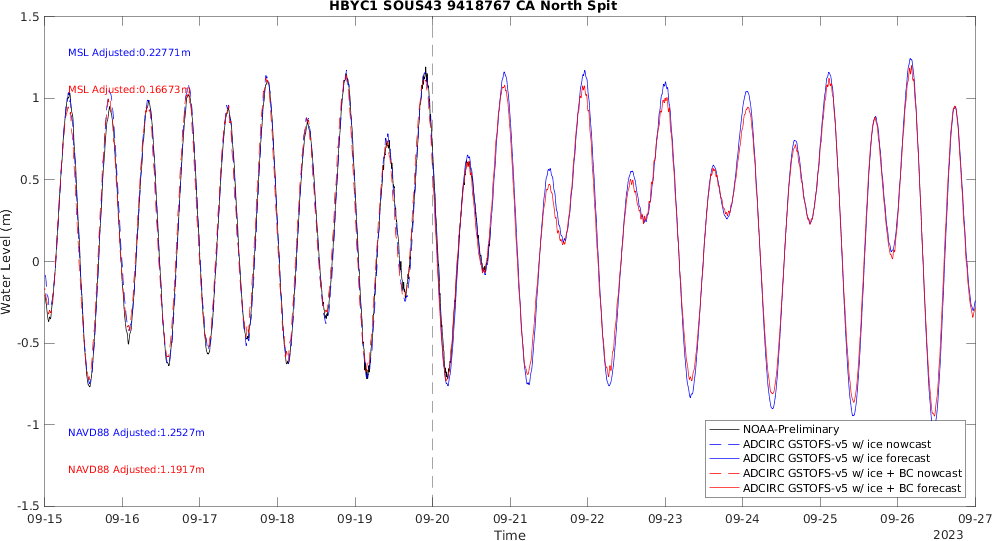 HBYC1 SOUS43 9418767 CA North Spit
1.5
1
0.5
0
-0.5
-1
-1.5
Water Level (m)
MSL Adjusted:0.22771m
MSL Adjusted:0.16673m
NAVD88 Adjusted:1.2527m
NAVD88 Adjusted:1.1917m
NOAA-Preliminary
ADCIRC GSTOFS-v5 w/ ice nowcast
ADCIRC GSTOFS-v5 w/ ice forecast
ADCIRC GSTOFS-v5 w/ ice + BC nowcast
ADCIRC GSTOFS-v5 w/ ice + BC forecast
09-15 09-16 09-17 09-18 09-19 09-20 09-21 09-22 09-23 09-24 09-25 09-26 09-27
Time
2023